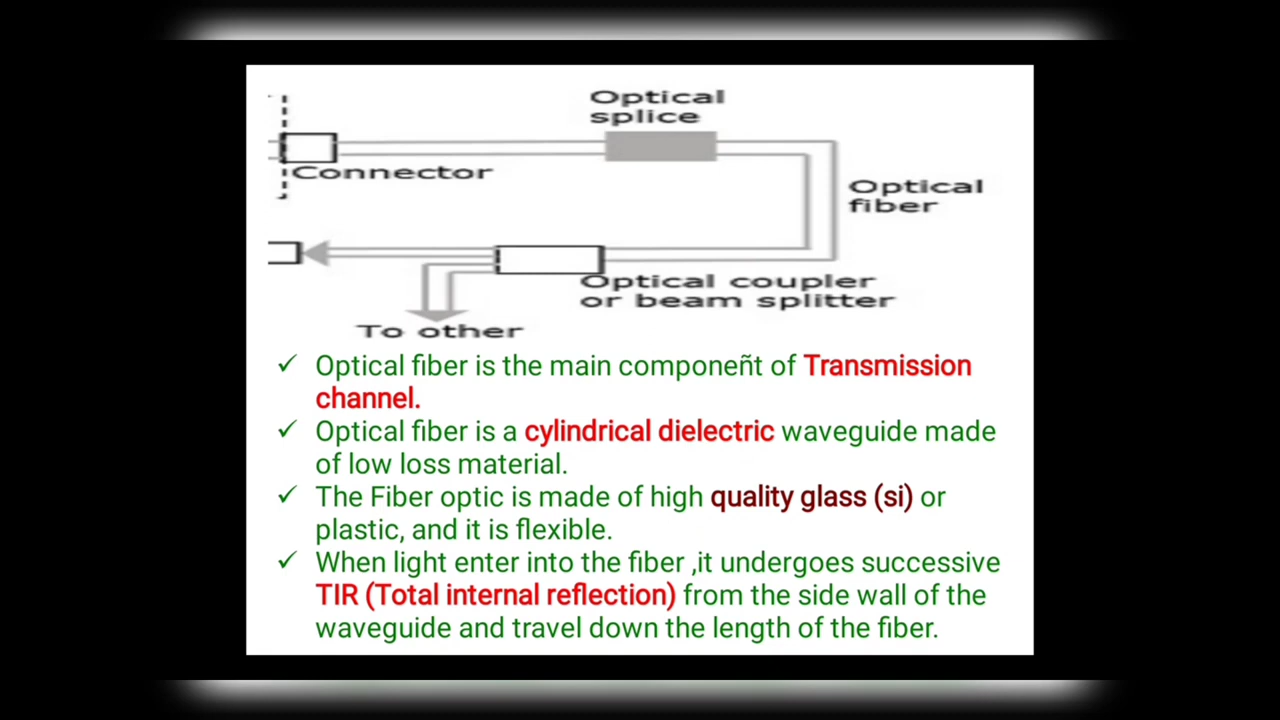 Optical
splice
Connector
Optical
fiber
Optical coupler
or beam splitter
To other
✓ Optical fiber is the main componeñt of Transmission
channel.
✓ Optical fiber is a cylindrical dielectric waveguide made
of low loss material.
✓ The Fiber optic is made of high quality glass (si) or
plastic, and it is flexible.
✓ When light enter into the fiber ,it undergoes successive
TIR (Total internal reflection) from the side wall of the
waveguide and travel down the length of the fiber.